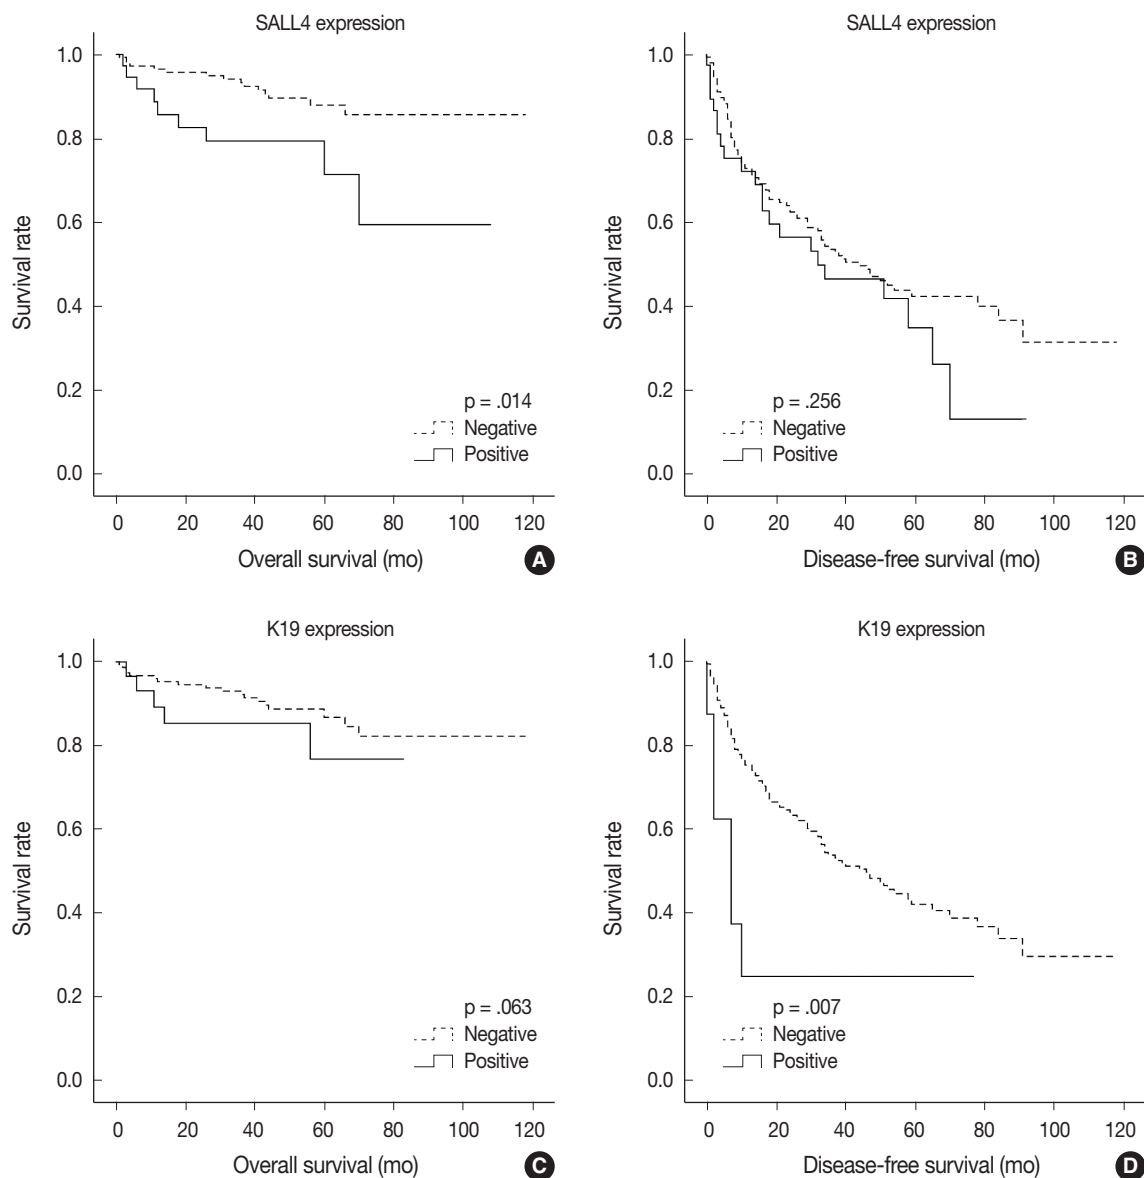 SALL4 expression
1.0
0.8
0.6
0.4
0.2
0.0
Survival rate
p = .014
Negative
Positive
0 20 40 60 80 100 120
Overall survival (mo)
A
SALL4 expression
1.0
0.8
0.6
0.4
0.2
0.0
Survival rate
p = .256
Negative
Positive
0 20 40 60 80 100 120
Disease-free survival (mo)
B
K19 expression
1.0
0.8
0.6
0.4
0.2
0.0
Survival rate
p = .063
Negative
Positive
0 20 40 60 80 100 120
Overall survival (mo)
C
K19 expression
1.0
0.8
0.6
0.4
0.2
0.0
Survival rate
p = .007
Negative
Positive
0 20 40 60 80 100 120
Disease-free survival (mo)
D